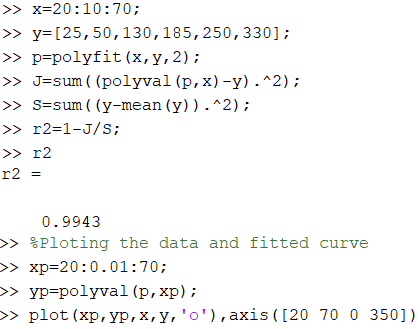 >> x=20:10:70;
>> y=[25,50,130,185,250,330];
>> p=polyfit(x,y,2);
>> J=sum((polyval(p,x)-y).^2);
>> S=sum((y-mean(y)).^2);
>> r2=1-J/S;
>> r2
r2 =
0.9943
>> %Ploting the data and fitted curve
>> xp=20:0.01:70;
>> yp=polyval(p,xp);
>> plot(xp,yp,x,y,'o'),axis([20 70 0 350])